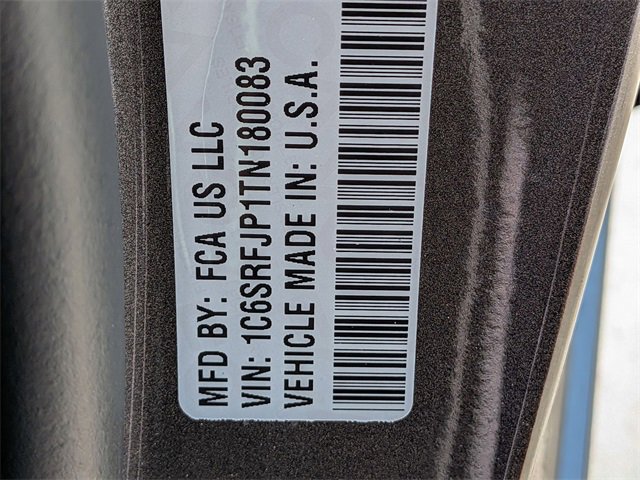 MFD BY: FCA US LLC
VIN: 1C6SRFJP1TN180083
VEHICLE MADE IN: U.S.A.